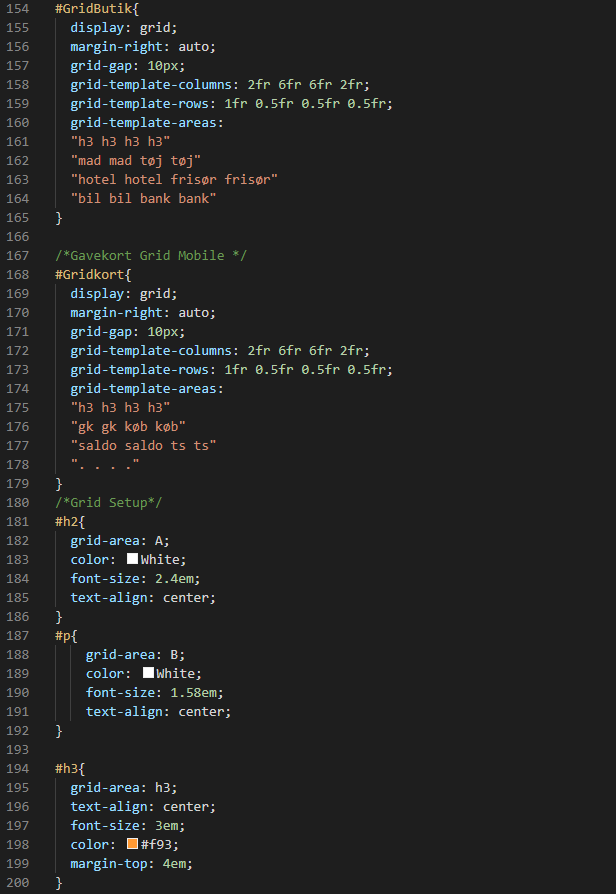 154 #GridButik{
155 display: grid;
156 margin-right: auto;
157 grid-gap: 10px;
158 grid-template-columns: 2fr 6fr 6fr 2fr;
159 grid-template-rows: 1fr 0.5fr 0.5fr 0.5fr;
160 grid-template-areas:
161 "h3 h3 h3 h3"
162 "mad mad tøj tøj"
163 "hotel hotel frisør frisør"
164 "bil bil bank bank"
165 }
166
167 /*Gavekort Grid Mobile */
168 #Gridkort{
169 display: grid;
170 margin-right: auto;
171 grid-gap: 10px;
172 grid-template-columns: 2fr 6fr 6fr 2fr;
173 grid-template-rows: 1fr 0.5fr 0.5fr 0.5fr;
174 grid-template-areas:
175 "h3 h3 h3 h3"
176 "gk gk køb køb"
177 "saldo saldo ts ts"
178 ". . . ."
179 }
180 /*Grid Setup*/
181 #h2{
182 grid-area: A;
183 color: White;
184 font-size: 2.4em;
185 text-align: center;
186 }
187 #p{
188 grid-area: B;
189 color: White;
190 font-size: 1.58em;
191 text-align: center;
192 }
193
194 #h3{
195 grid-area: h3;
196 text-align: center;
197 font-size: 3em;
198 color: #f93;
199 margin-top: 4em;
200 }